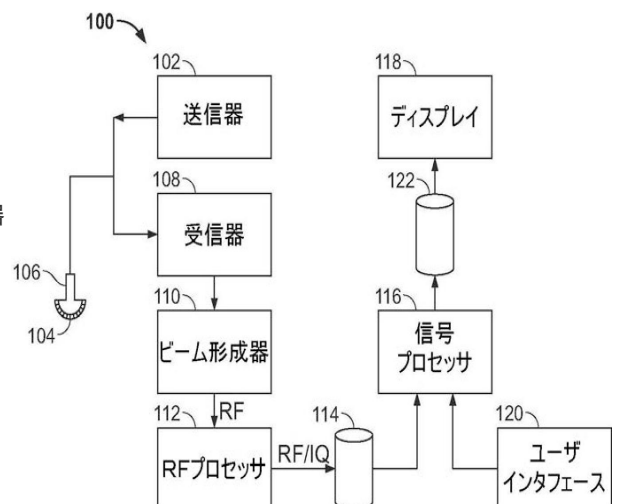 100
102
送信器
108
受信器
106
104
110
ビーム形成器
RF
112
RFプロセッサ
RF/IQ
114
118
ディスプレイ
122
116
信号
プロセッサ
120
ユーザ
インタフェース